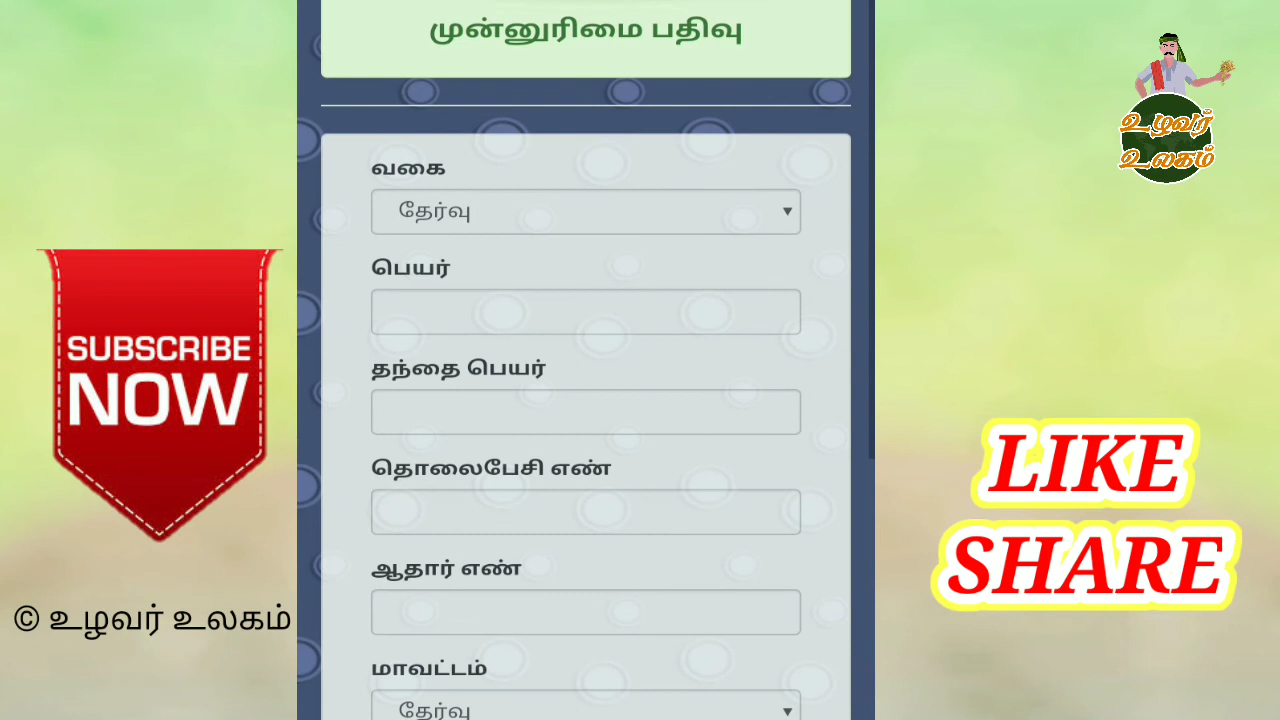 முன்னுரிமை பதிவு
வகை
தேர்வு
பெயர்
தந்தை பெயர்
தொலைபேசி எண்
ஆதார் எண்
மாவட்டம்
தேர்வு
SUBSCRIBE
NOW
© உழவர் உலகம்
உழவர்
உலகம்
LIKE
SHARE